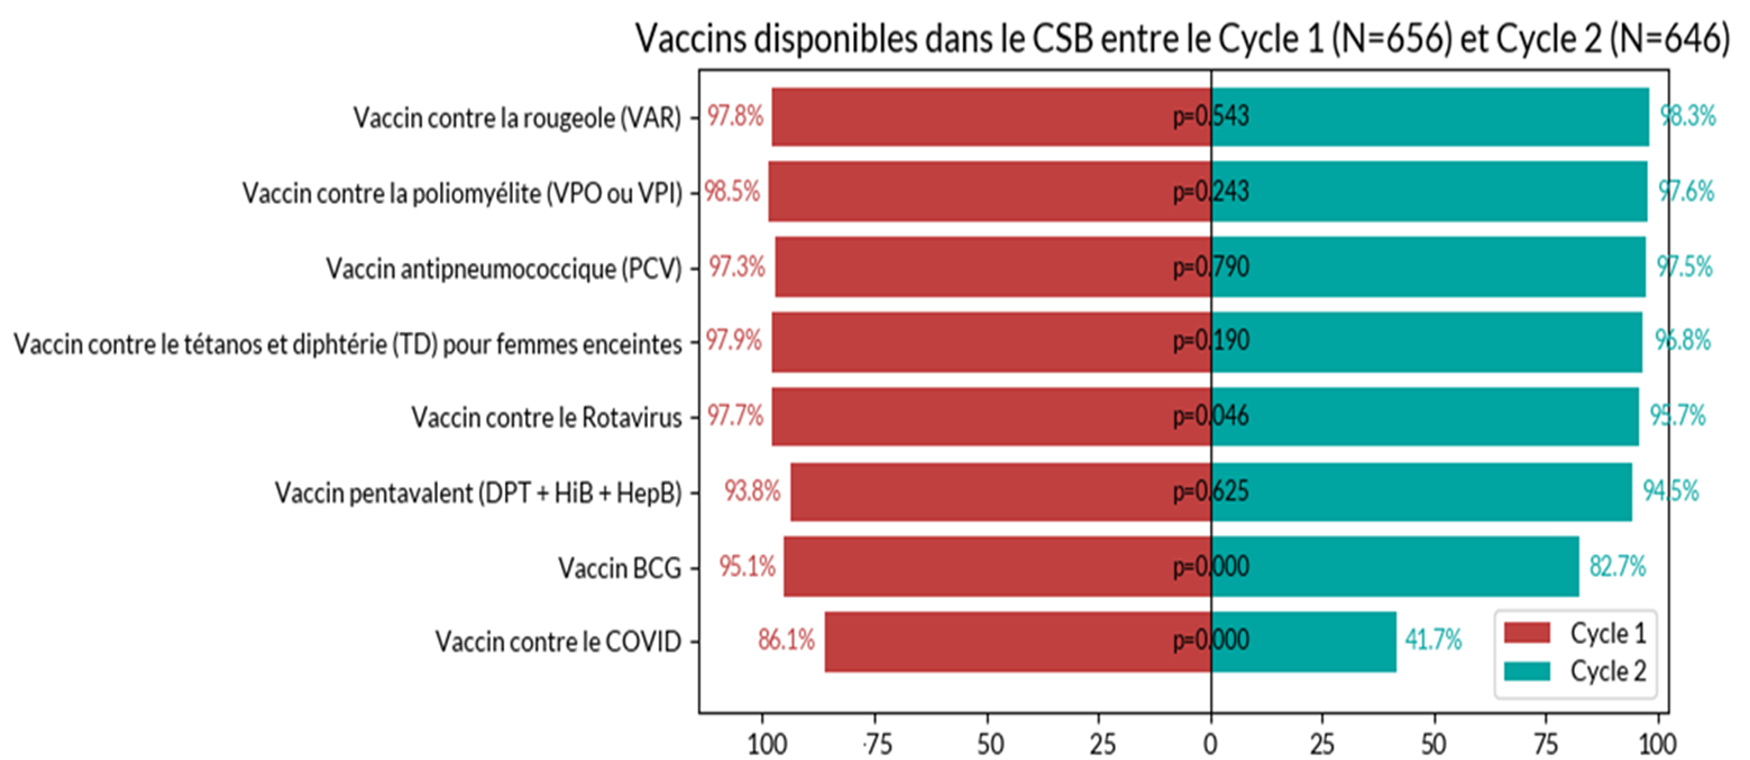 Vaccins disponibles dans le CSB entre le Cycle 1 (N=656) et Cycle 2 (N=646)
Vaccin contre la rougeole (VAR) 97.8% p=0.543 98.3%
Vaccin contre la poliomyélite (VPO ou VPI) 98.5% p=0.243 97.6%
Vaccin antipneumococcique (PCV) 97.3% p=0.790 97.5%
Vaccin contre le tétanos et diphtérie (TD) pour femmes enceintes 97.9% p=0.190 96.8%
Vaccin contre le Rotavirus 97.7% p=0.046 95.7%
Vaccin pentavalent (DPT + HiB + HepB) 93.8% p=0.625 94.5%
Vaccin BCG 95.1% p=0.000 82.7%
Vaccin contre le COVID 86.1% p=0.000 41.7%
Cycle 1
Cycle 2
100 75 50 25 0 25 50 75 100